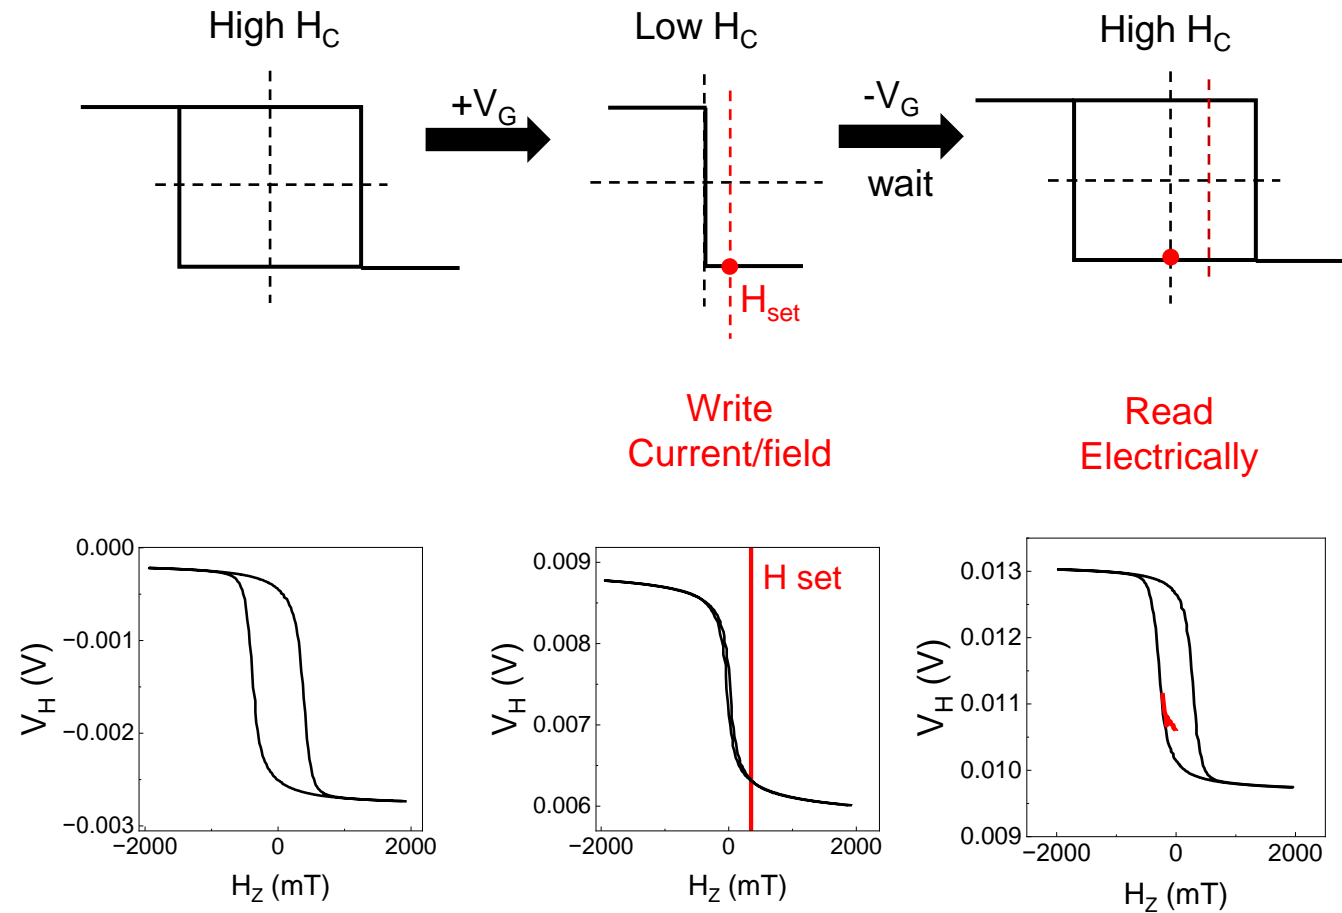 High H_C
Low H_C
High H_C
+V_G
-V_G
wait
H_set
Write
Current/field
Read
Electrically
0.000
−0.001
−0.002
−0.003
V_H (V)
−2000
0
2000
H_Z (mT)
0.009
0.008
0.007
0.006
V_H (V)
H set
−2000
0
2000
H_Z (mT)
0.013
0.012
0.011
0.010
0.009
V_H (V)
−2000
0
2000
H_Z (mT)